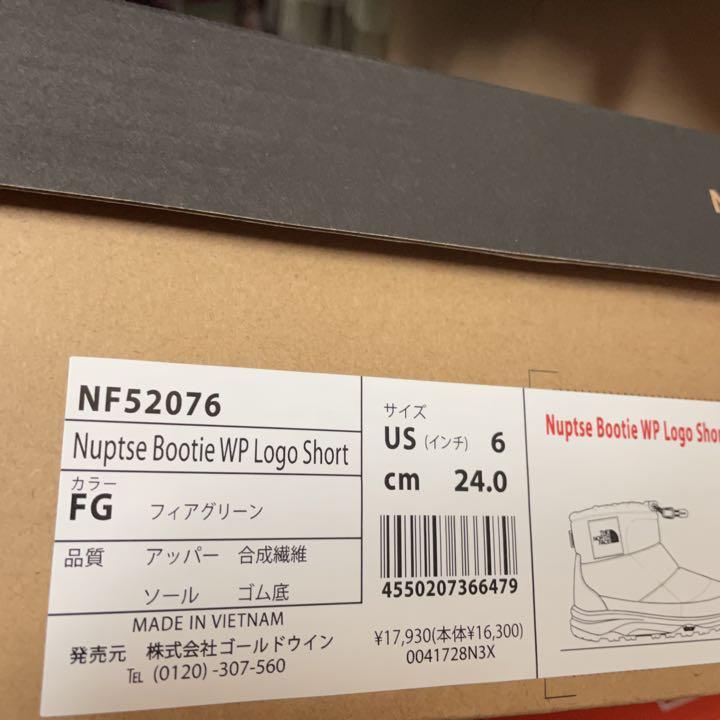 NF52076
Nuptse Bootie WP Logo Short
カラー
FG フィアグリーン
品質 アッパー 合成繊維
ソール ゴム底
MADE IN VIETNAM
発売元 株式会社ゴールドウイン
TEL (0120) -307-560
サイズ
US (インチ) 6
cm 24.0
4550207366479
¥17,930(本体¥16,300)
0041728N3X
Nuptse Bootie WP Logo Shor
THE
NORTH
FACE